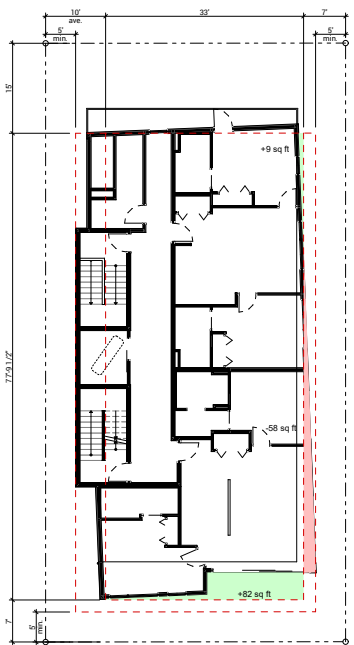 10'
ave.
33'
7'
5'
min.
5'
min.
15'
+9 sq ft
77'-9 1/2"
-58 sq ft
+82 sq ft
7'
5'
min.